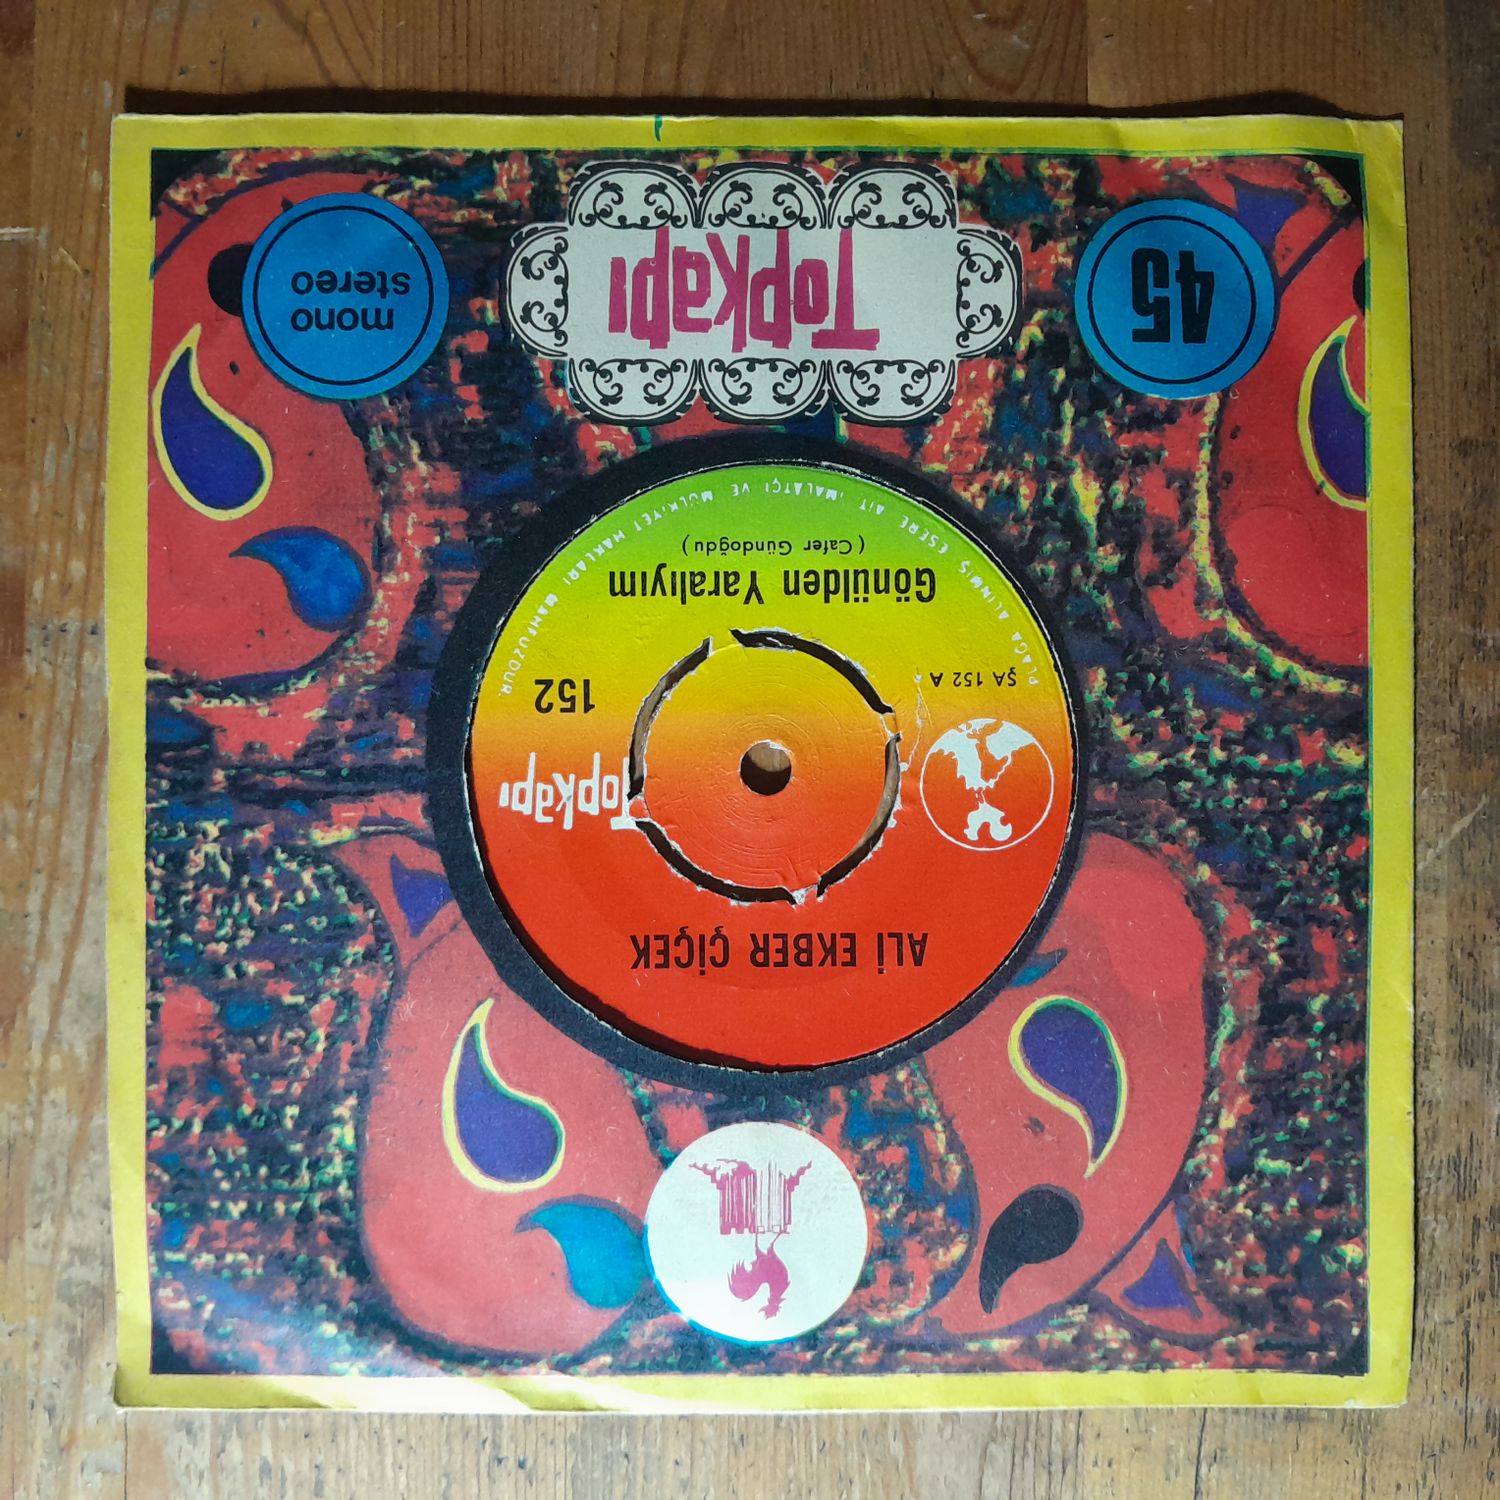 45
Topkapı
mono
stereo
ALİ EKBER ÇİÇEK
Topkapı
152
ŞA 152 A
Gönülden Yaralıyım
( Cafer Gündoğdu )
PLAĞA ALINMIŞ ESERE AİT İMALÂTÇI VE MÜLKİYET HAKLARI MAHFUZDUR.